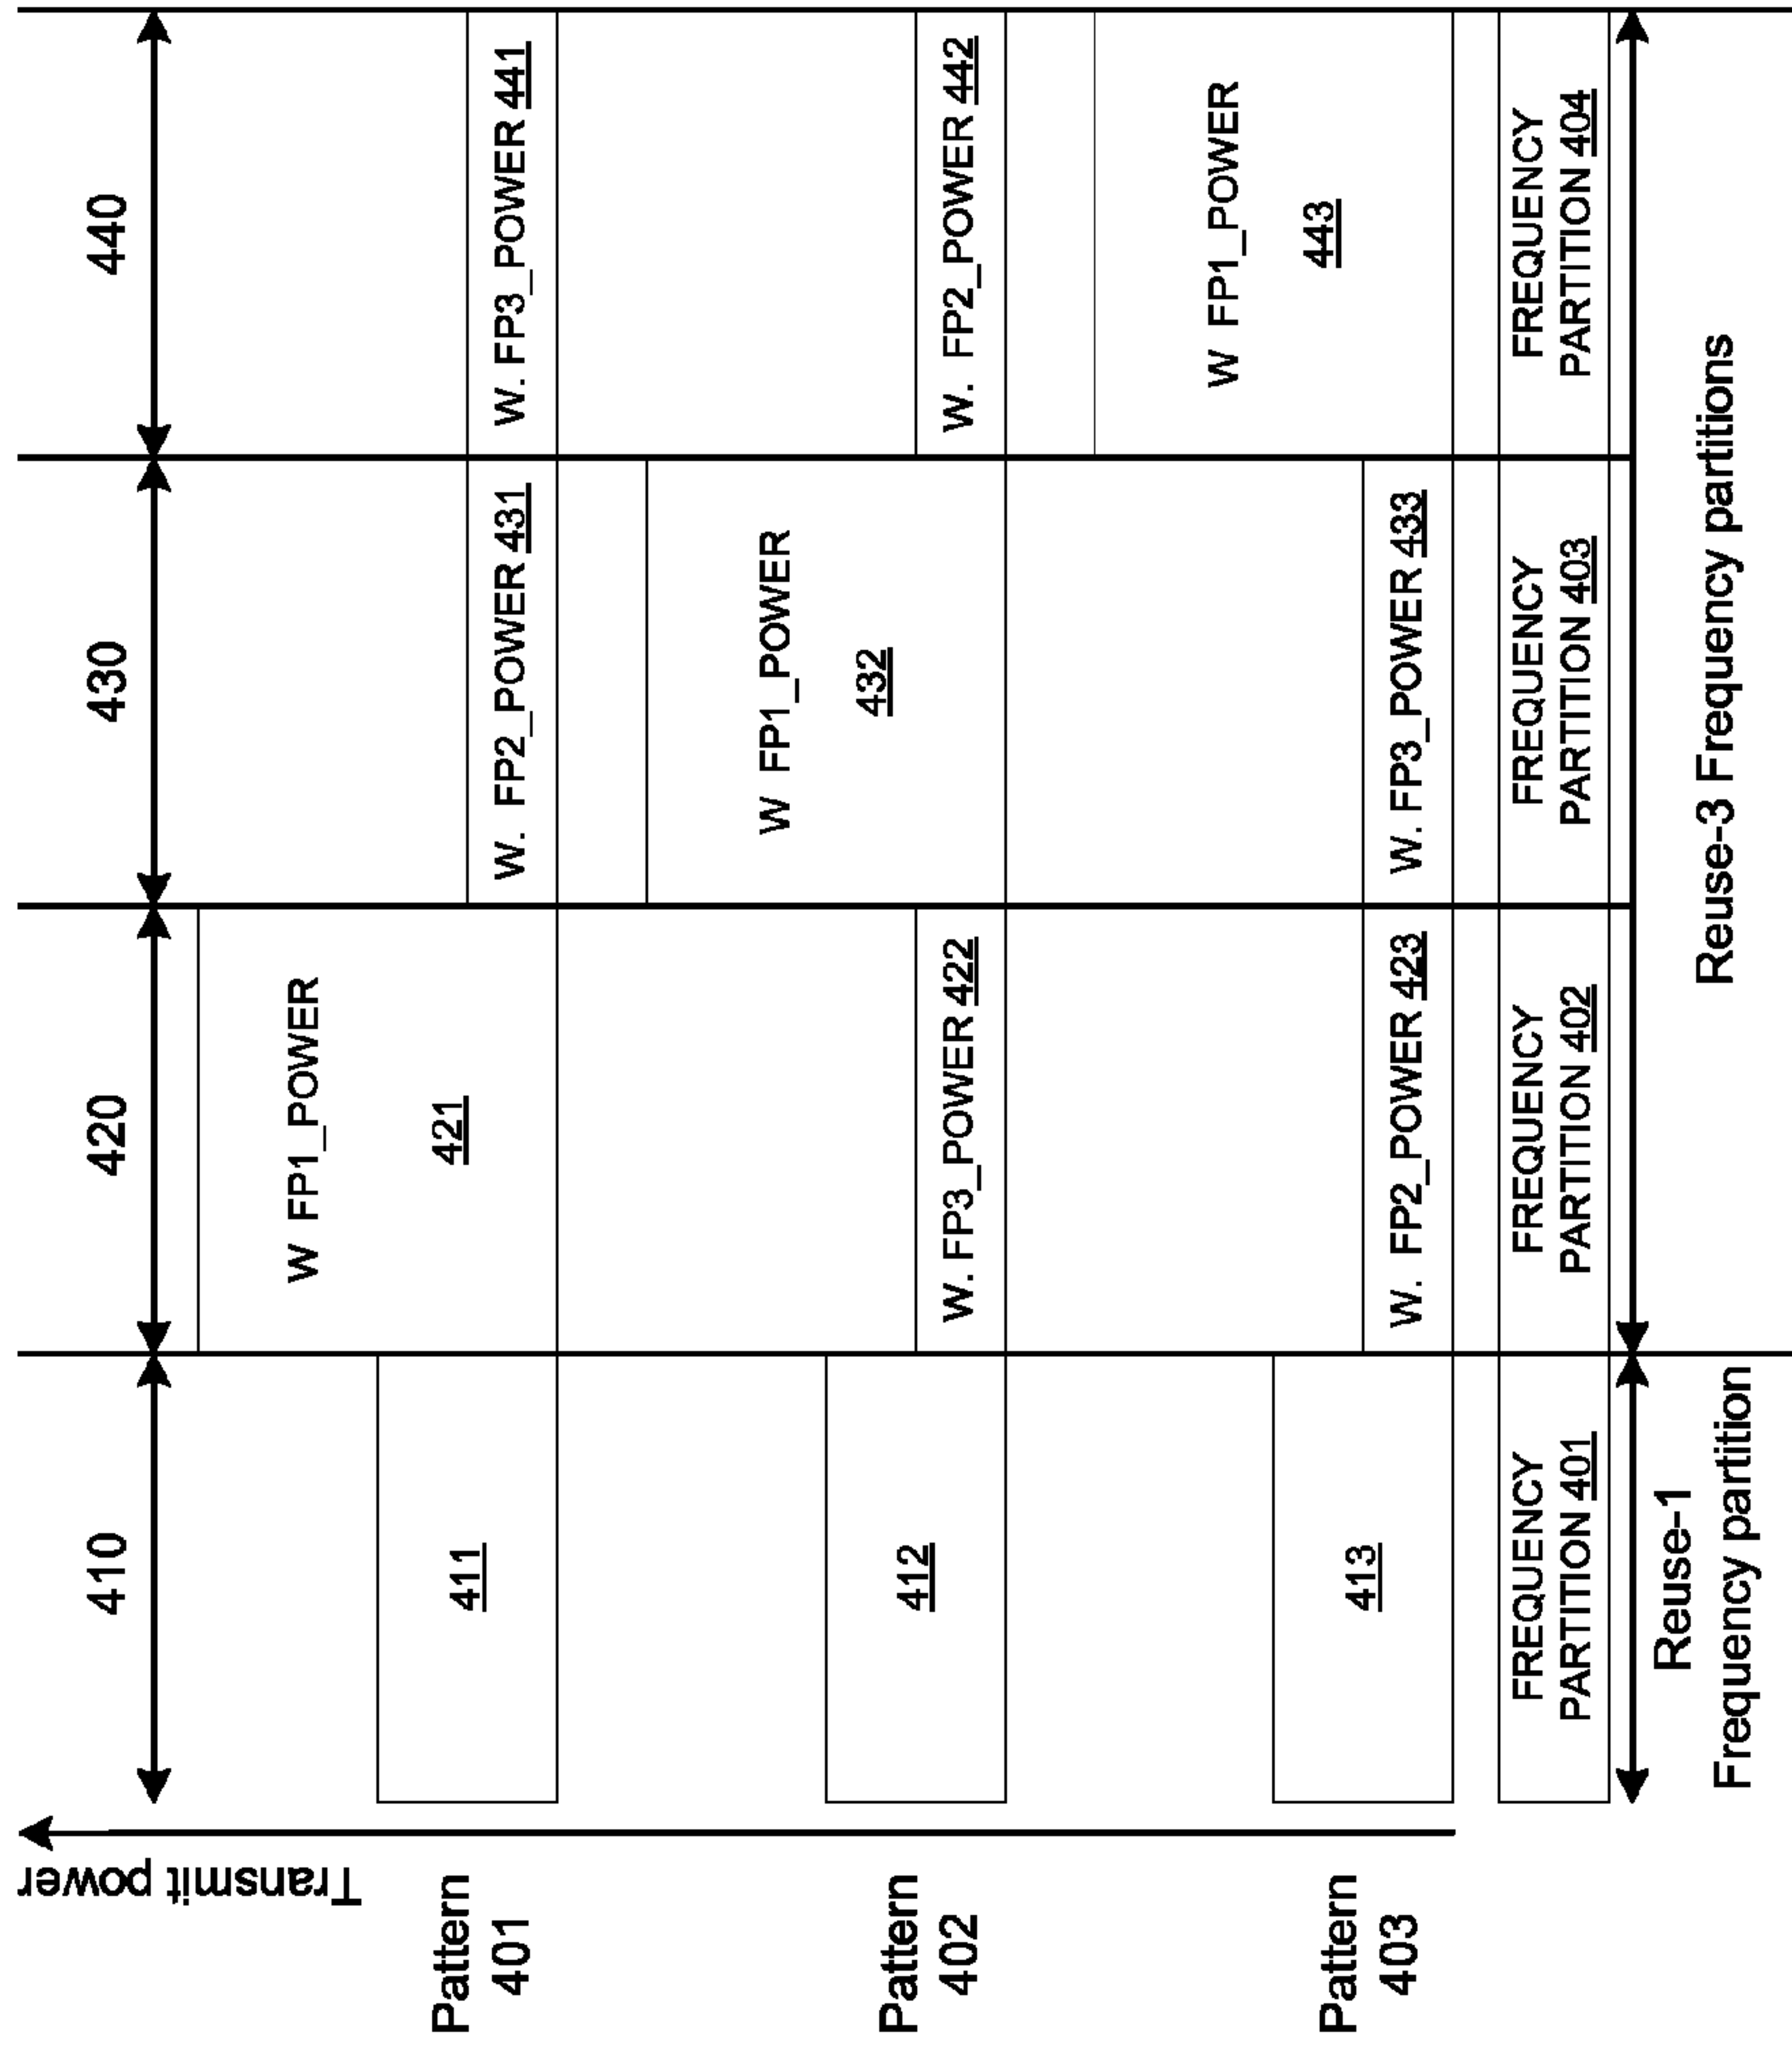 410
420
430
440
Transmit power
Pattern
401
411
W FP1_POWER
421
W. FP2_POWER 431
W. FP3_POWER 441
Pattern
402
412
W. FP3_POWER 422
W FP1_POWER
432
W. FP2_POWER 442
Pattern
403
413
W. FP2_POWER 423
W. FP3_POWER 433
W FP1_POWER
443
FREQUENCY
PARTITION 401
FREQUENCY
PARTITION 402
FREQUENCY
PARTITION 403
FREQUENCY
PARTITION 404
Reuse-1
Frequency partition
Reuse-3 Frequency partitions